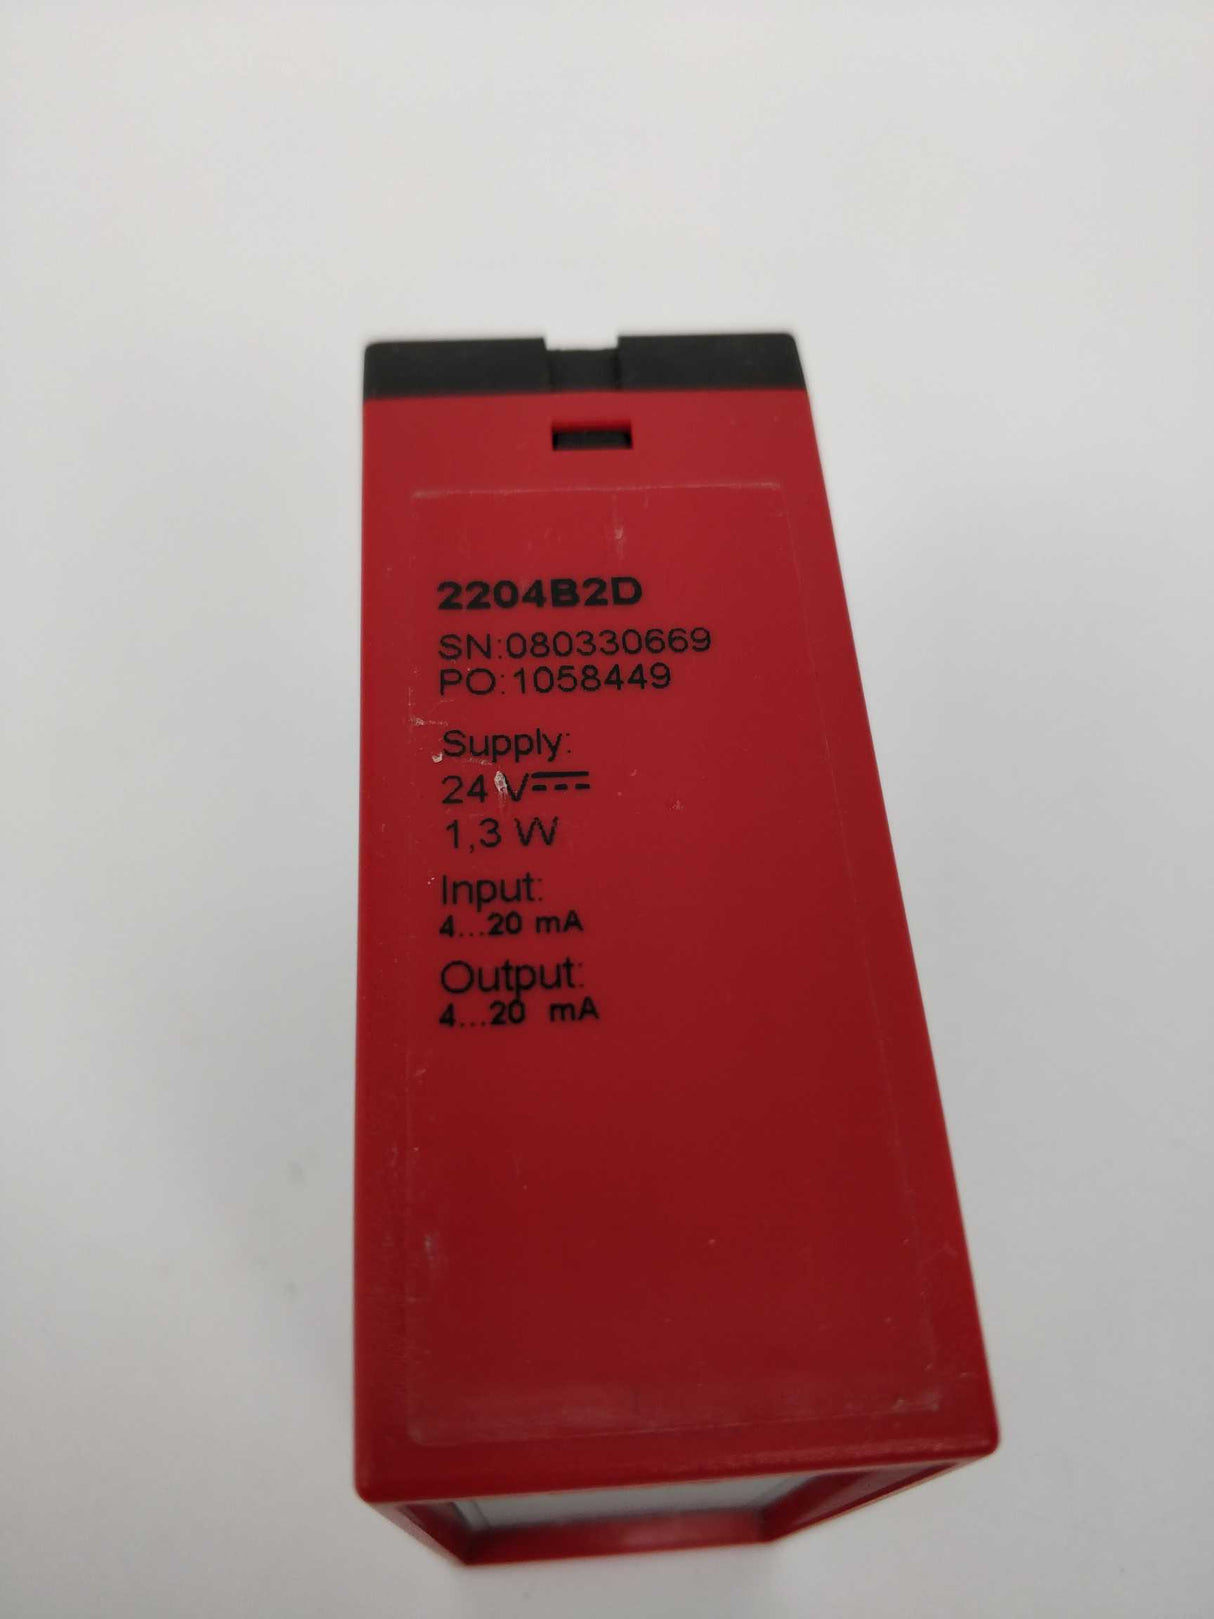 2204B2D
SN:080330669
PO:1058449
Supply:
24 V
1,3 W
Input:
4...20 mA
Output:
4...20 mA